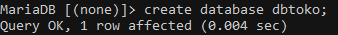 MariaDB [(none)]> create database dbtoko;
Query OK, 1 row affected (0.004 sec)